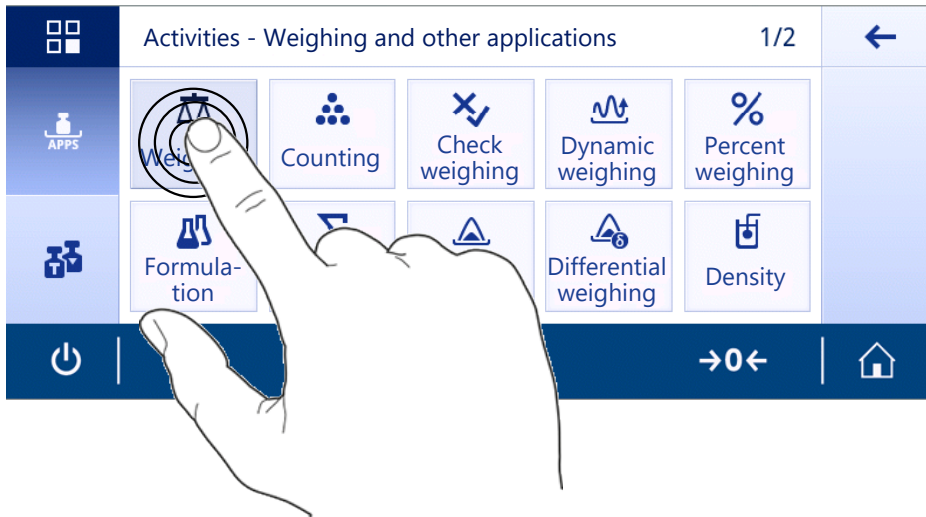 Activities - Weighing and other applications 1/2
APPS
Counting
Check
weighing
Dynamic
weighing
%
Percent
weighing
Formula-
tion
Differential
weighing
Density
→0←